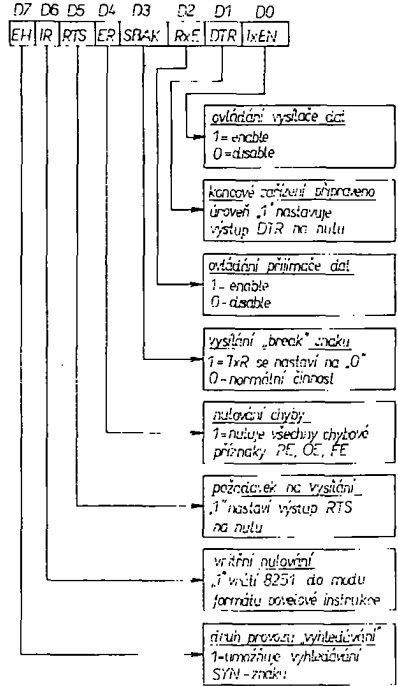 D7 D6 D5 D4 D3 D2 D1 D0
EH IR RTS ER SBAK RxE DTR TxEN
ovládání vysílače dat
1=enable
0=disable
koncové zařízení připraveno
úroveň „1" nastavuje
výstup DTR na nulu
ovládání přijímače dat
1-enable
0-disable
vysílání „break" znaku
1=TxR se nastaví na „0"
0-normální činnost
nulování chyby
1=nuluje všechny chybové
příznaky PE, OE, FE
požadavek na vysílání
„1" nastaví výstup RTS
na nulu
vnitřní nulování
„1" vrátí 8251 do modu
formátu povelové instrukce
druh provozu „vyhledávání"
1-umožňuje vyhledávání
SYN-znaku